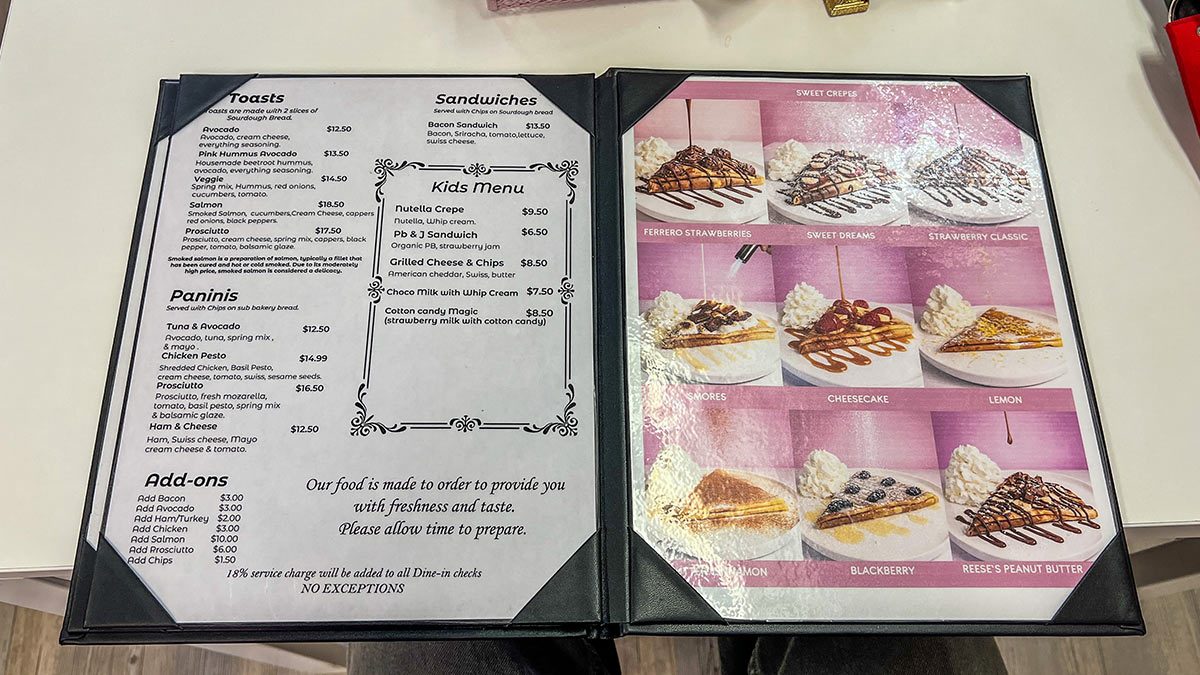 Toasts
Toasts are made with 2 slices of
Sourdough Bread.
Avocado $12.50
Avocado, cream cheese,
everything seasoning.
Pink Hummus Avocado $13.50
Housemade beetroot hummus,
avocado, everything seasoning.
Veggie $14.50
Spring mix, Hummus, red onions,
cucumbers, tomato.
Salmon $18.50
Smoked Salmon, cucumbers,Cream Cheese, cappers
red onions, black peppers.
Prosciutto $17.50
Prosciutto, cream cheese, spring mix, cappers, black
pepper, tomato, balsamic glaze.
Smoked salmon is a preparation of salmon, typically a fillet that
has been cured and hot or cold smoked. Due to its moderately
high price, smoked salmon is considered a delicacy.
Paninis
Served with Chips on sub bakery bread.
Tuna & Avocado $12.50
Avocado, tuna, spring mix ,
& mayo .
Chicken Pesto $14.99
Shredded Chicken, Basil Pesto,
cream cheese, tomato, swiss, sesame seeds.
Prosciutto $16.50
Prosciutto, fresh mozarella,
tomato, basil pesto, spring mix
& balsamic glaze.
Ham & Cheese $12.50
Ham, Swiss cheese, Mayo
cream cheese & tomato.
Add-ons
Add Bacon $3.00
Add Avocado $3.00
Add Ham/Turkey $2.00
Add Chicken $3.00
Add Salmon $10.00
Add Prosciutto $6.00
Add Chips $1.50
Sandwiches
Served with Chips on Sourdough bread
Bacon Sandwich $13.50
Bacon, Sriracha, tomato,lettuce,
swiss cheese.
Kids Menu
Nutella Crepe $9.50
Nutella, Whip cream.
Pb & J Sandwich $6.50
Organic PB, strawberry jam
Grilled Cheese & Chips $8.50
American cheddar, Swiss, butter
Choco Milk with Whip Cream $7.50
Cotton candy Magic $8.50
(strawberry milk with cotton candy)
Our food is made to order to provide you
with freshness and taste.
Please allow time to prepare.
18% service charge will be added to all Dine-in checks
NO EXCEPTIONS
SWEET CREPES
FERRERO STRAWBERRIES SWEET DREAMS STRAWBERRY CLASSIC
SMORES CHEESECAKE LEMON
BLACKBERRY REESE'S PEANUT BUTTER